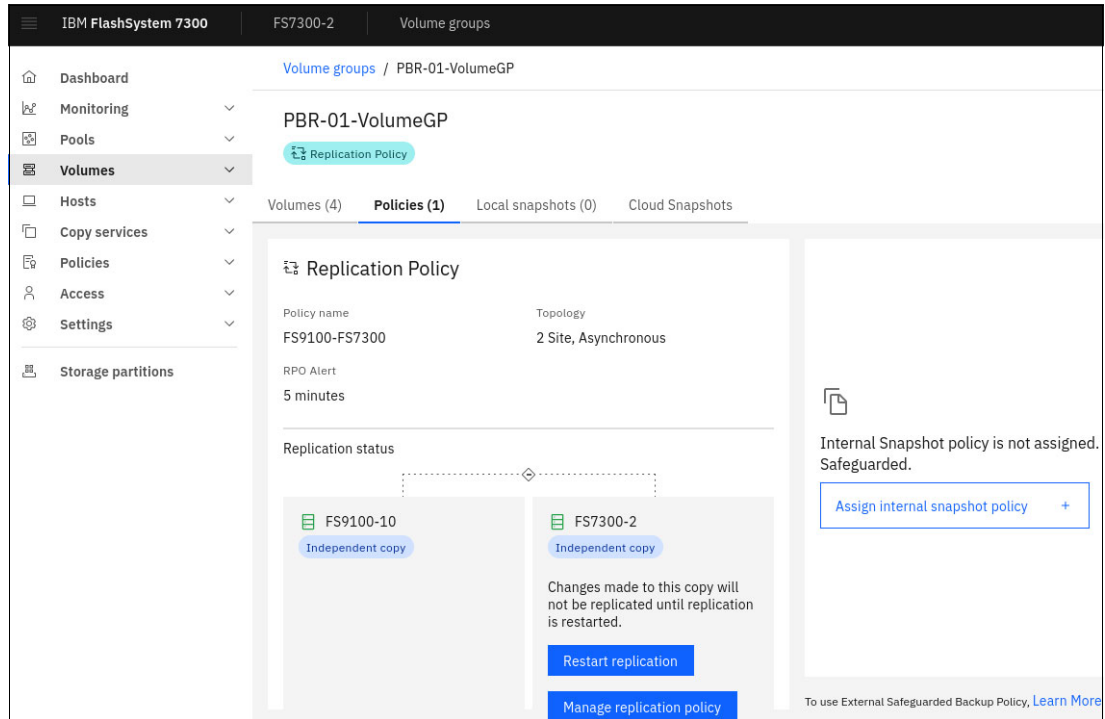 IBM FlashSystem 7300
FS7300-2
Volume groups
Dashboard
Monitoring
Pools
Volumes
Hosts
Copy services
Policies
Access
Settings
Storage partitions
Volume groups / PBR-01-VolumeGP
PBR-01-VolumeGP
Replication Policy
Volumes (4)
Policies (1)
Local snapshots (0)
Cloud Snapshots
Replication Policy
Policy name
FS9100-FS7300
Topology
2 Site, Asynchronous
RPO Alert
5 minutes
Replication status
FS9100-10
Independent copy
FS7300-2
Independent copy
Changes made to this copy will
not be replicated until replication
is restarted.
Restart replication
Manage replication policy
Internal Snapshot policy is not assigned.
Safeguarded.
Assign internal snapshot policy +
To use External Safeguarded Backup Policy, Learn More